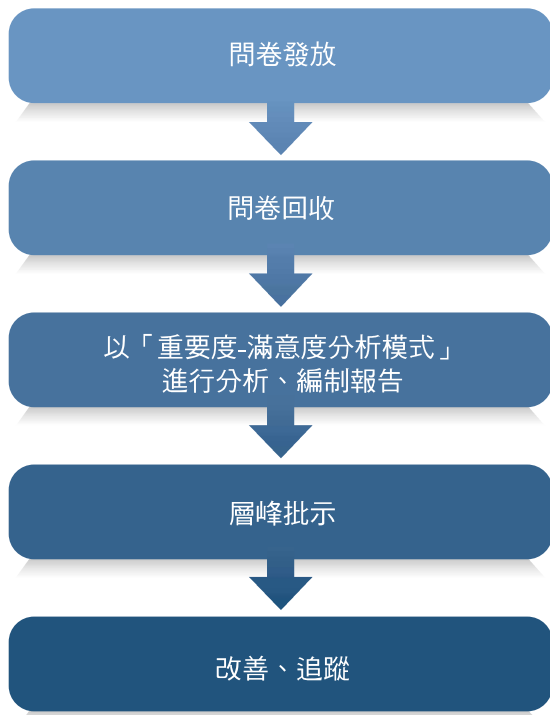 問卷發放
問卷回收
以「重要度-滿意度分析模式」
進行分析、編制報告
層峰批示
改善、追蹤